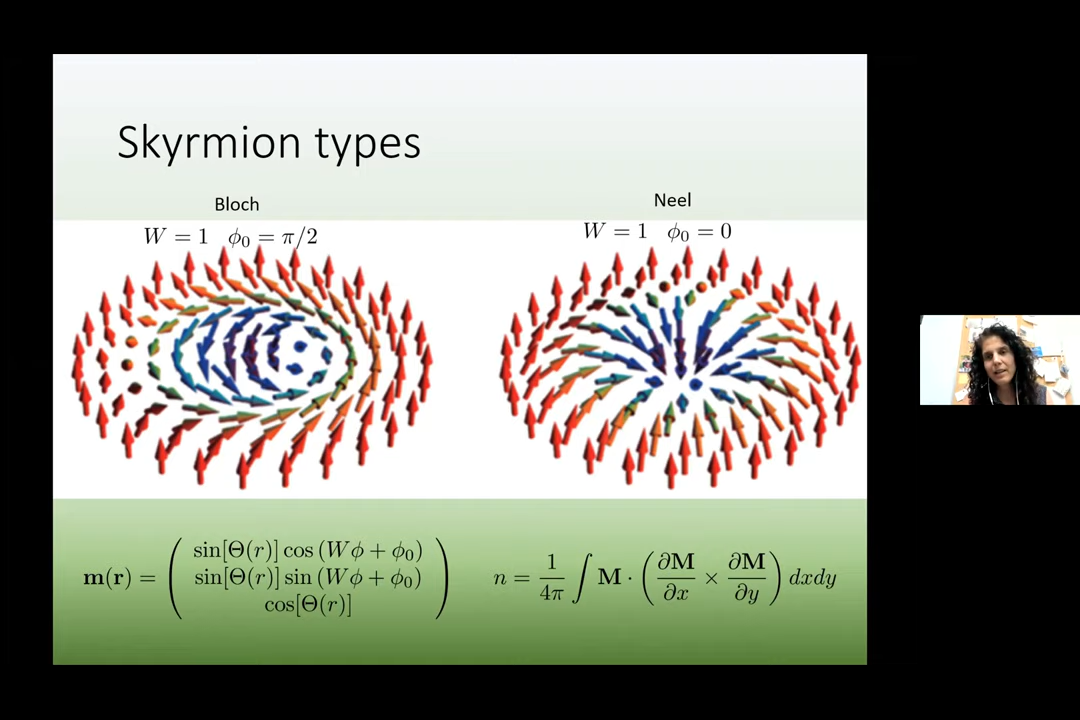 Skyrmion types
Bloch
W = 1 ϕ₀ = π/2
Neel
W = 1 ϕ₀ = 0
m(r) = ( sin[Θ(r)] cos (Wϕ + ϕ₀)
sin[Θ(r)] sin (Wϕ + ϕ₀)
cos[Θ(r)] )
n = 1/4π ∫ M · (∂M/∂x × ∂M/∂y) dxdy